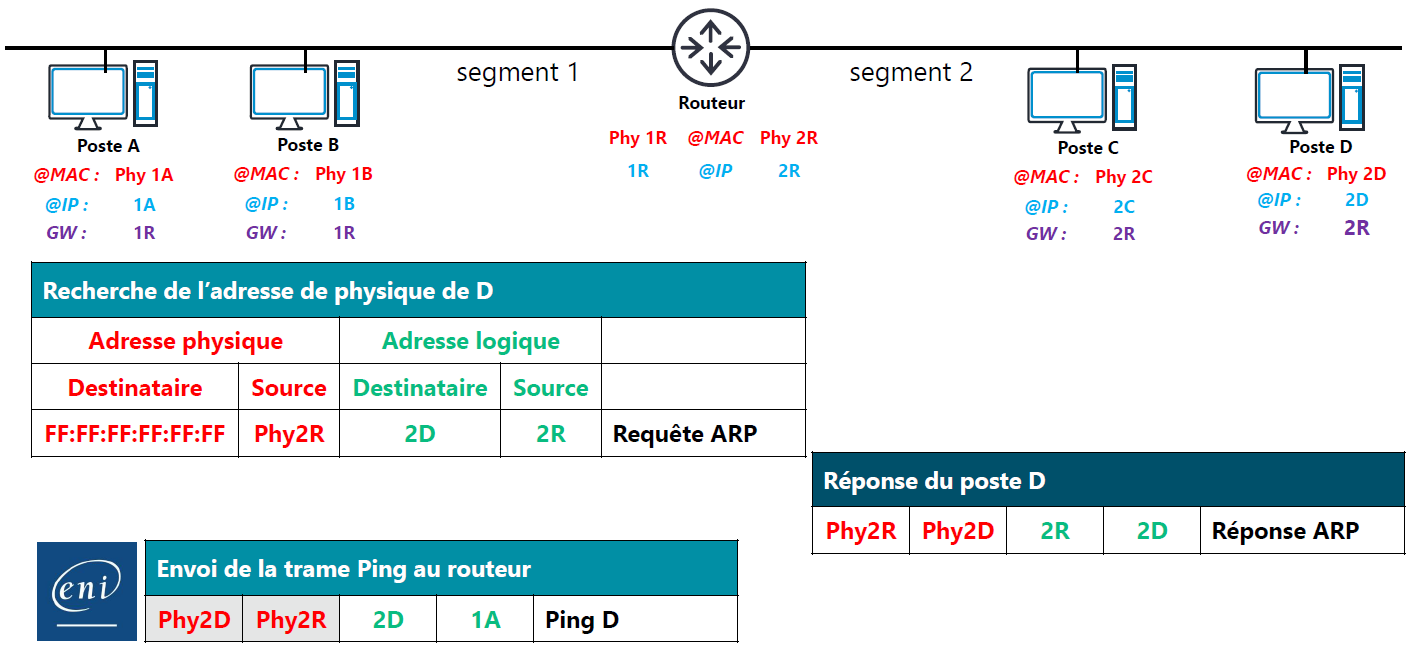 segment 1
segment 2
Routeur
Phy 1R @MAC Phy 2R
1R @IP 2R
Poste A
@MAC : Phy 1A
@IP : 1A
GW : 1R
Poste B
@MAC : Phy 1B
@IP : 1B
GW : 1R
Poste C
@MAC : Phy 2C
@IP : 2C
GW : 2R
Poste D
@MAC : Phy 2D
@IP : 2D
GW : 2R
Recherche de l’adresse de physique de D
Adresse physique Adresse logique
Destinataire Source Destinataire Source
FF:FF:FF:FF:FF:FF Phy2R 2D 2R Requête ARP
Réponse du poste D
Phy2R Phy2D 2R 2D Réponse ARP
eni
Envoi de la trame Ping au routeur
Phy2D Phy2R 2D 1A Ping D